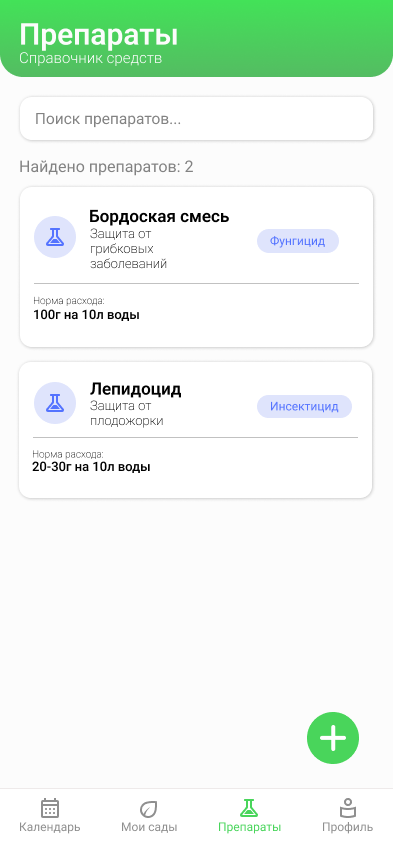 Препараты
Справочник средств
Поиск препаратов...
Найдено препаратов: 2
Бордоская смесь
Защита от
грибковых
заболеваний
Фунгицид
Норма расхода:
100г на 10л воды
Лепидоцид
Защита от
плодожорки
Инсектицид
Норма расхода:
20-30г на 10л воды
Календарь
Мои сады
Препараты
Профиль